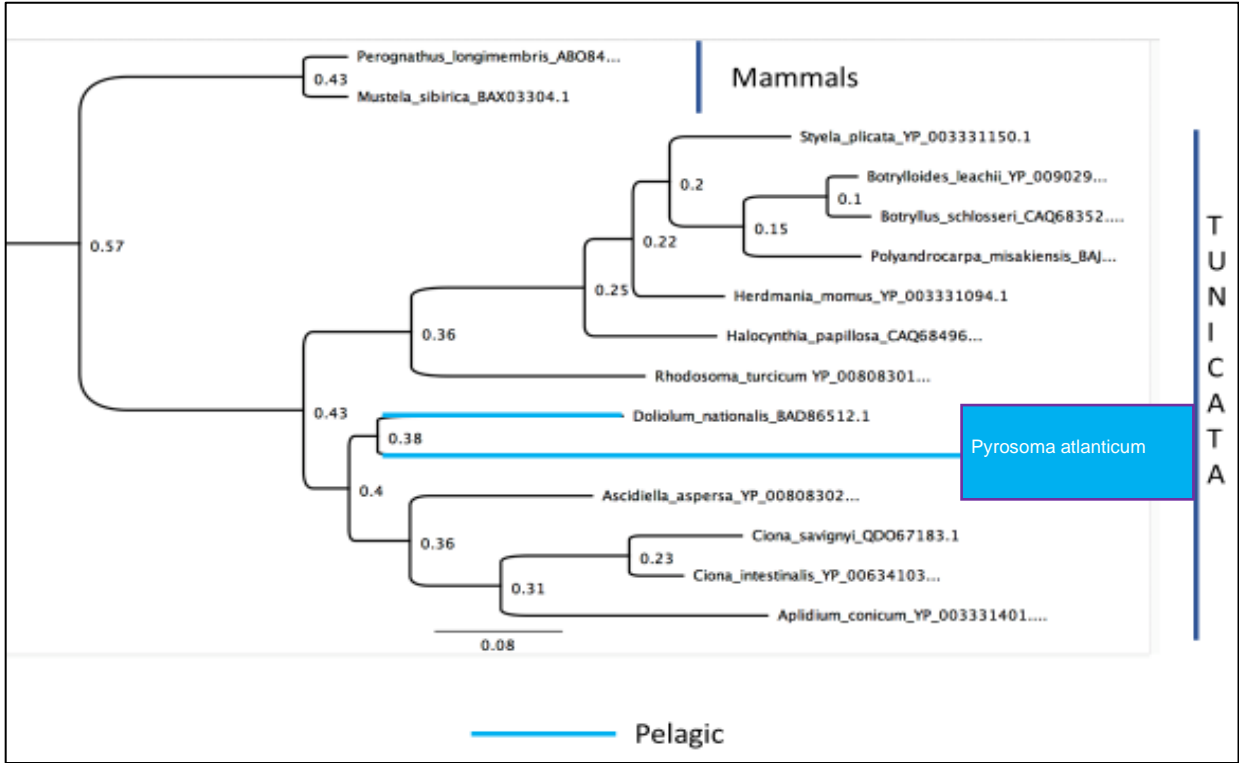 Perognathus_longimembris_ABO84...
0.43
Mustela_sibirica_BAX03304.1
Mammals
Styela_plicata_YP_003331150.1
0.2
Botrylloides_leachii_YP_009029...
0.1
Botryllus_schlosseri_CAQ68352....
0.15
0.22
0.57
Polyandrocarpa_misakiensis_BAJ...
0.25
Herdmania_momus_YP_003331094.1
0.36
Halocynthia_papillosa_CAQ68496...
Rhodosoma_turcicum YP_00808301...
0.43
Doliolum_nationalis_BAD86512.1
0.38
Pyrosoma atlanticum
0.4
Ascidiella_aspersa_YP_00808302...
0.36
Ciona_savignyi_QDO67183.1
0.23
Ciona_intestinalis_YP_00634103...
0.31
Aplidium_conicum_YP_003331401....
0.08
TUNICATA
Pelagic